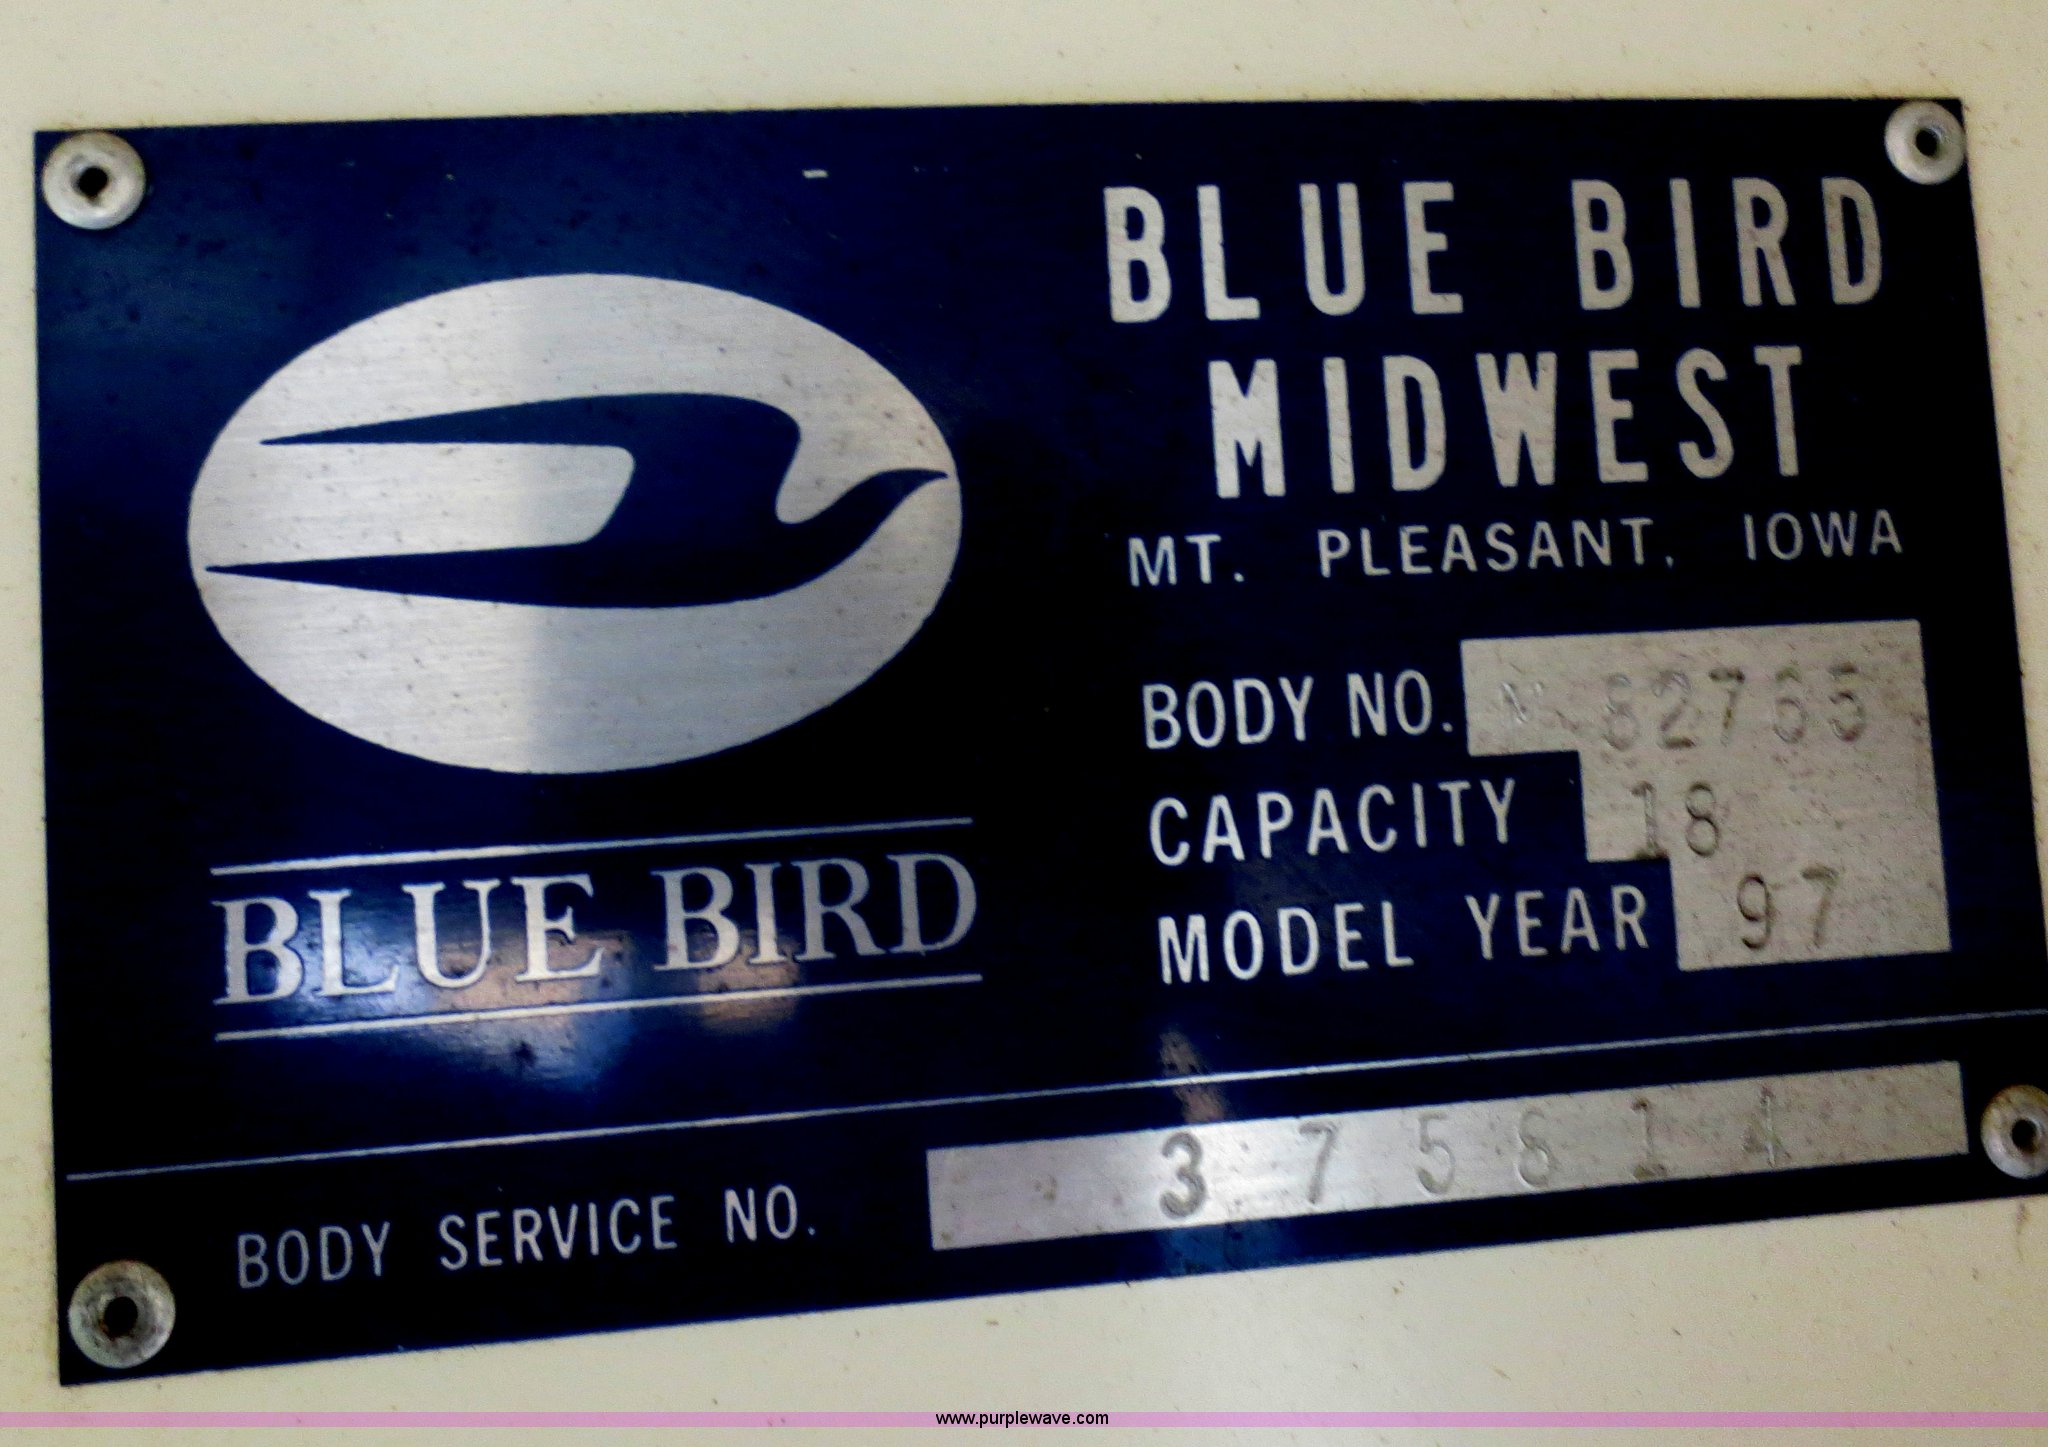 BLUE BIRD
MIDWEST
MT. PLEASANT, IOWA
BODY NO.
CAPACITY 18
MODEL YEAR 97
BLUE BIRD
BODY SERVICE NO. 375614
www.purplewave.com